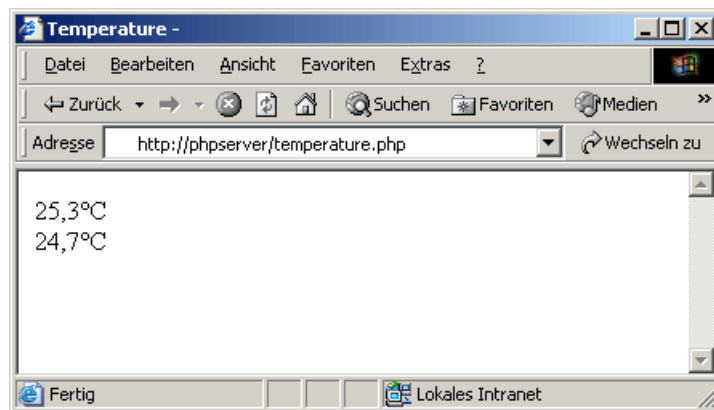 Temperature -
Datei Bearbeiten Ansicht Favoriten Extras ?
Zurück Suchen Favoriten Medien »
Adresse http://phpserver/temperature.php Wechseln zu
25,3°C
24,7°C
Fertig Lokales Intranet